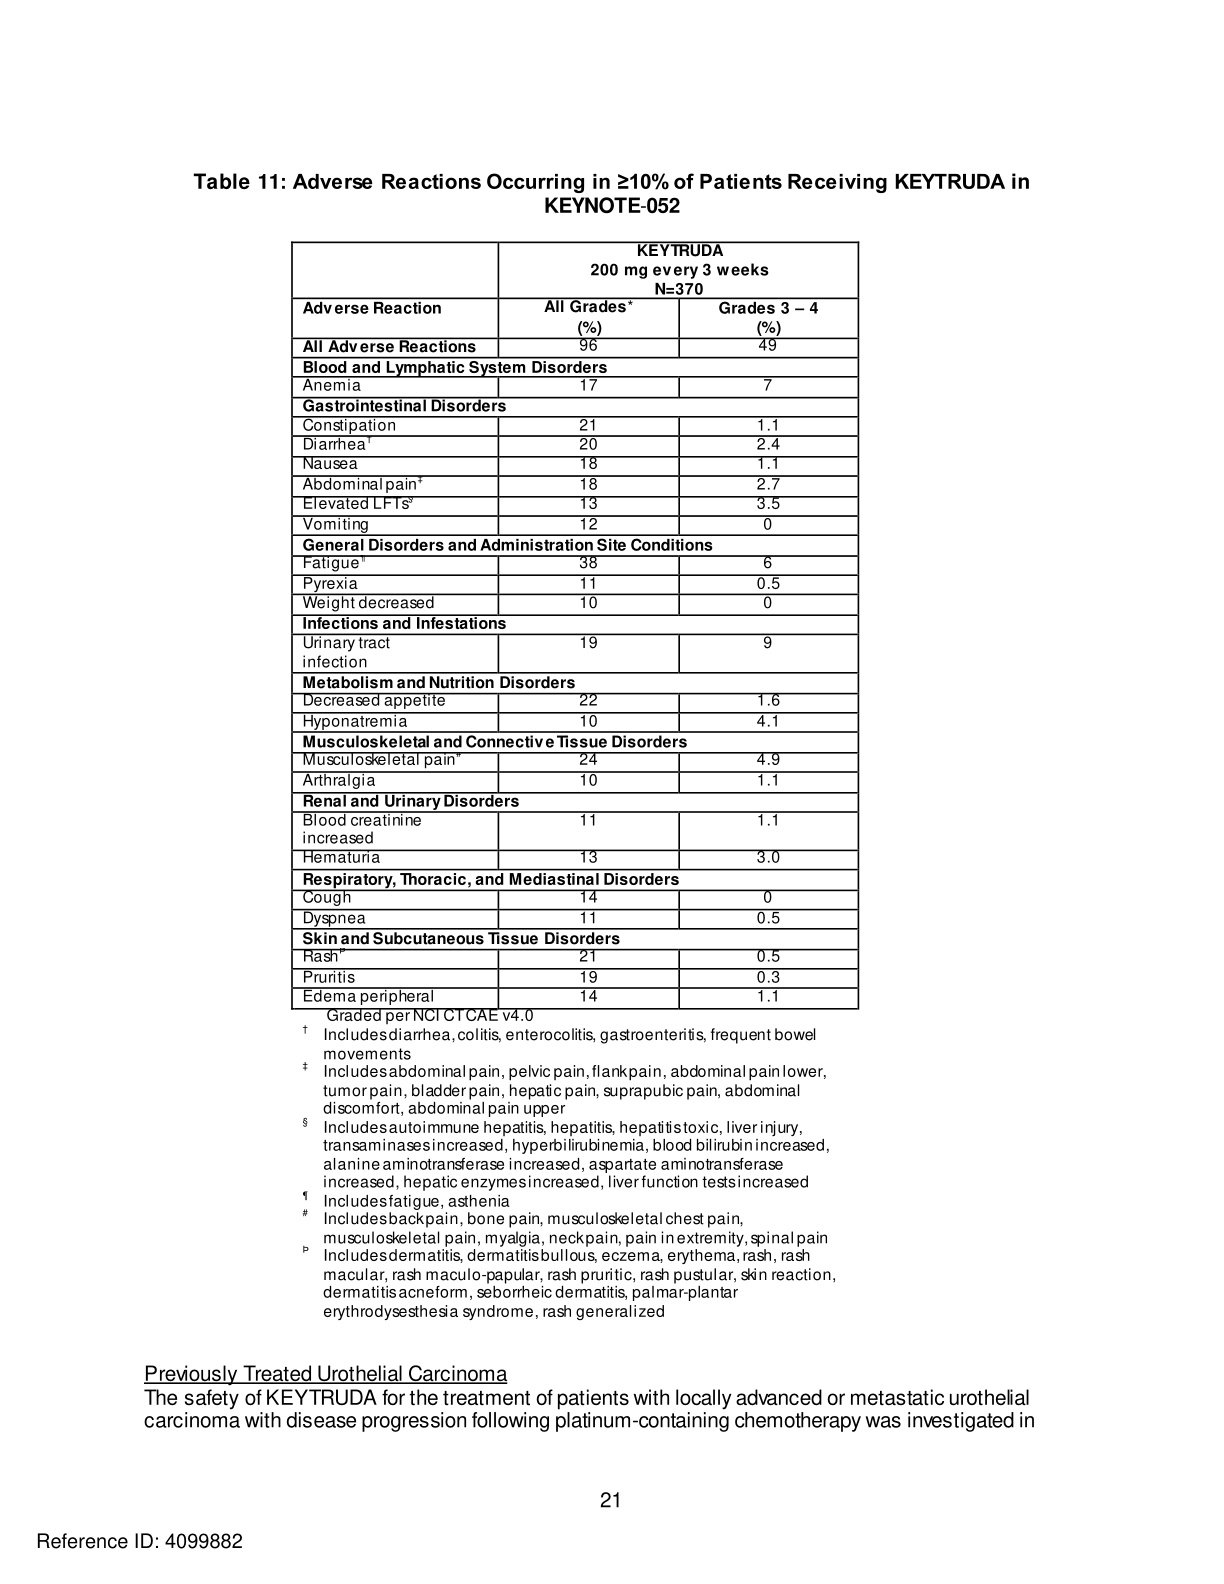 Table 11: Adverse Reactions Occurring in ≥10% of Patients Receiving KEYTRUDA in
KEYNOTE-052
KEYTRUDA
200 mg every 3 weeks
N=370
Adverse Reaction All Grades* (%) Grades 3 – 4 (%)
All Adverse Reactions 96 49
Blood and Lymphatic System Disorders
Anemia 17 7
Gastrointestinal Disorders
Constipation 21 1.1
Diarrhea† 20 2.4
Nausea 18 1.1
Abdominal pain‡ 18 2.7
Elevated LFTs§ 13 3.5
Vomiting 12 0
General Disorders and Administration Site Conditions
Fatigue¶ 38 6
Pyrexia 11 0.5
Weight decreased 10 0
Infections and Infestations
Urinary tract 19 9
infection
Metabolism and Nutrition Disorders
Decreased appetite 22 1.6
Hyponatremia 10 4.1
Musculoskeletal and Connective Tissue Disorders
Musculoskeletal pain# 24 4.9
Arthralgia 10 1.1
Renal and Urinary Disorders
Blood creatinine 11 1.1
increased
Hematuria 13 3.0
Respiratory, Thoracic, and Mediastinal Disorders
Cough 14 0
Dyspnea 11 0.5
Skin and Subcutaneous Tissue Disorders
RashÞ 21 0.5
Pruritis 19 0.3
Edema peripheral 14 1.1
Graded per NCI CTCAE v4.0
† Includes diarrhea, colitis, enterocolitis, gastroenteritis, frequent bowel
movements
‡ Includes abdominal pain, pelvic pain, flank pain, abdominal pain lower,
tumor pain, bladder pain, hepatic pain, suprapubic pain, abdominal
discomfort, abdominal pain upper
§ Includes autoimmune hepatitis, hepatitis, hepatitis toxic, liver injury,
transaminases increased, hyperbilirubinemia, blood bilirubin increased,
alanine aminotransferase increased, aspartate aminotransferase
increased, hepatic enzymes increased, liver function tests increased
¶ Includes fatigue, asthenia
# Includes back pain, bone pain, musculoskeletal chest pain,
musculoskeletal pain, myalgia, neck pain, pain in extremity, spinal pain
Þ Includes dermatitis, dermatitis bullous, eczema, erythema, rash, rash
macular, rash maculo-papular, rash pruritic, rash pustular, skin reaction,
dermatitis acneform, seborrheic dermatitis, palmar-plantar
erythrodysesthesia syndrome, rash generalized
Previously Treated Urothelial Carcinoma
The safety of KEYTRUDA for the treatment of patients with locally advanced or metastatic urothelial
carcinoma with disease progression following platinum-containing chemotherapy was investigated in
21
Reference ID: 4099882